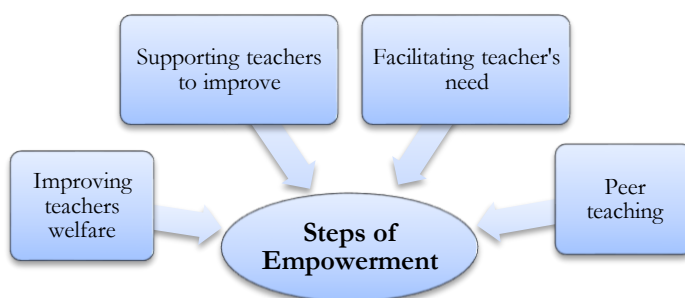 Supporting teachers
to improve
Facilitating teacher's
need
Improving
teachers
welfare
Peer
teaching
Steps of
Empowerment